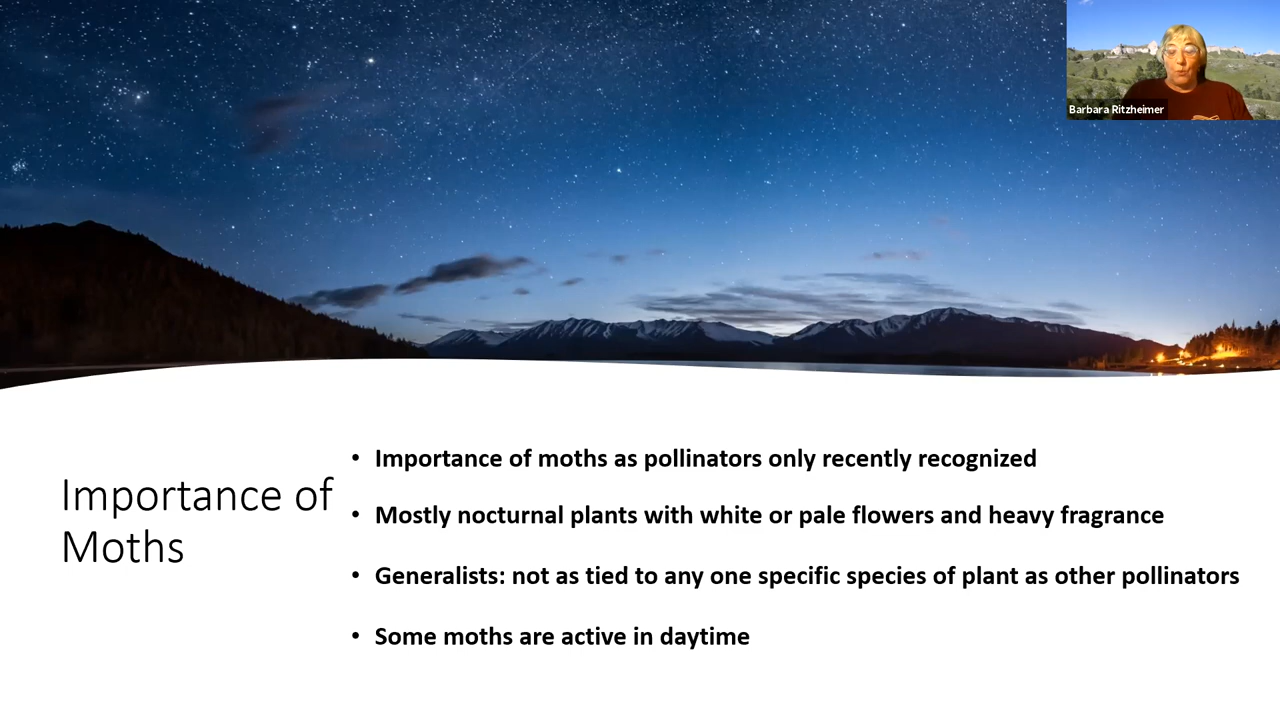 Barbara Ritzheimer
Importance of
Moths
• Importance of moths as pollinators only recently recognized
• Mostly nocturnal plants with white or pale flowers and heavy fragrance
• Generalists: not as tied to any one specific species of plant as other pollinators
• Some moths are active in daytime